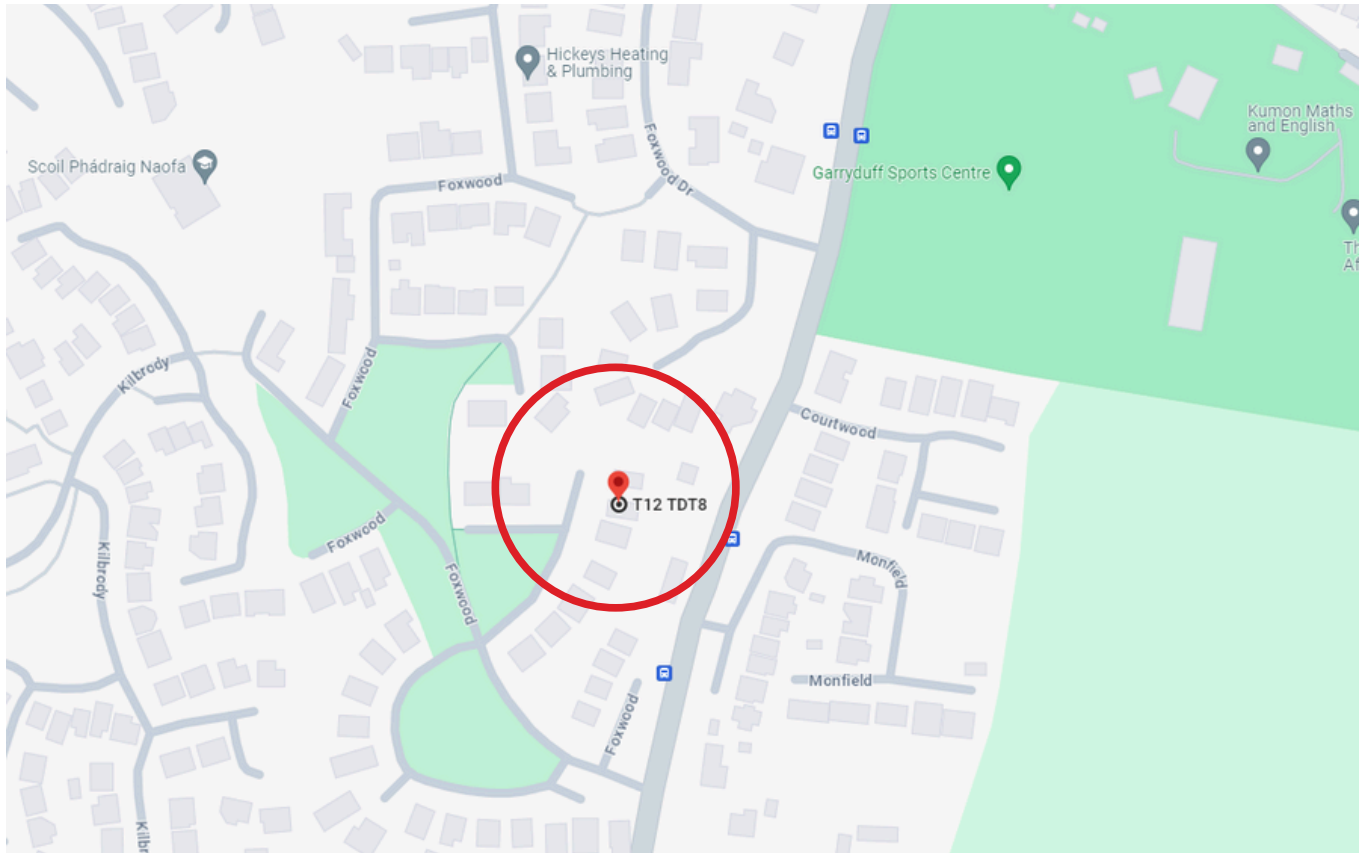 Hickeys Heating
& Plumbing
Kumon Maths
and English
Scoil Phádraig Naofa
Foxwood
Foxwood Dr
Garryduff Sports Centre
Kilbrody
Foxwood
Courtwood
T12 TDT8
Foxwood
Kilbrody
Foxwood
Monfield
Monfield
Foxwood